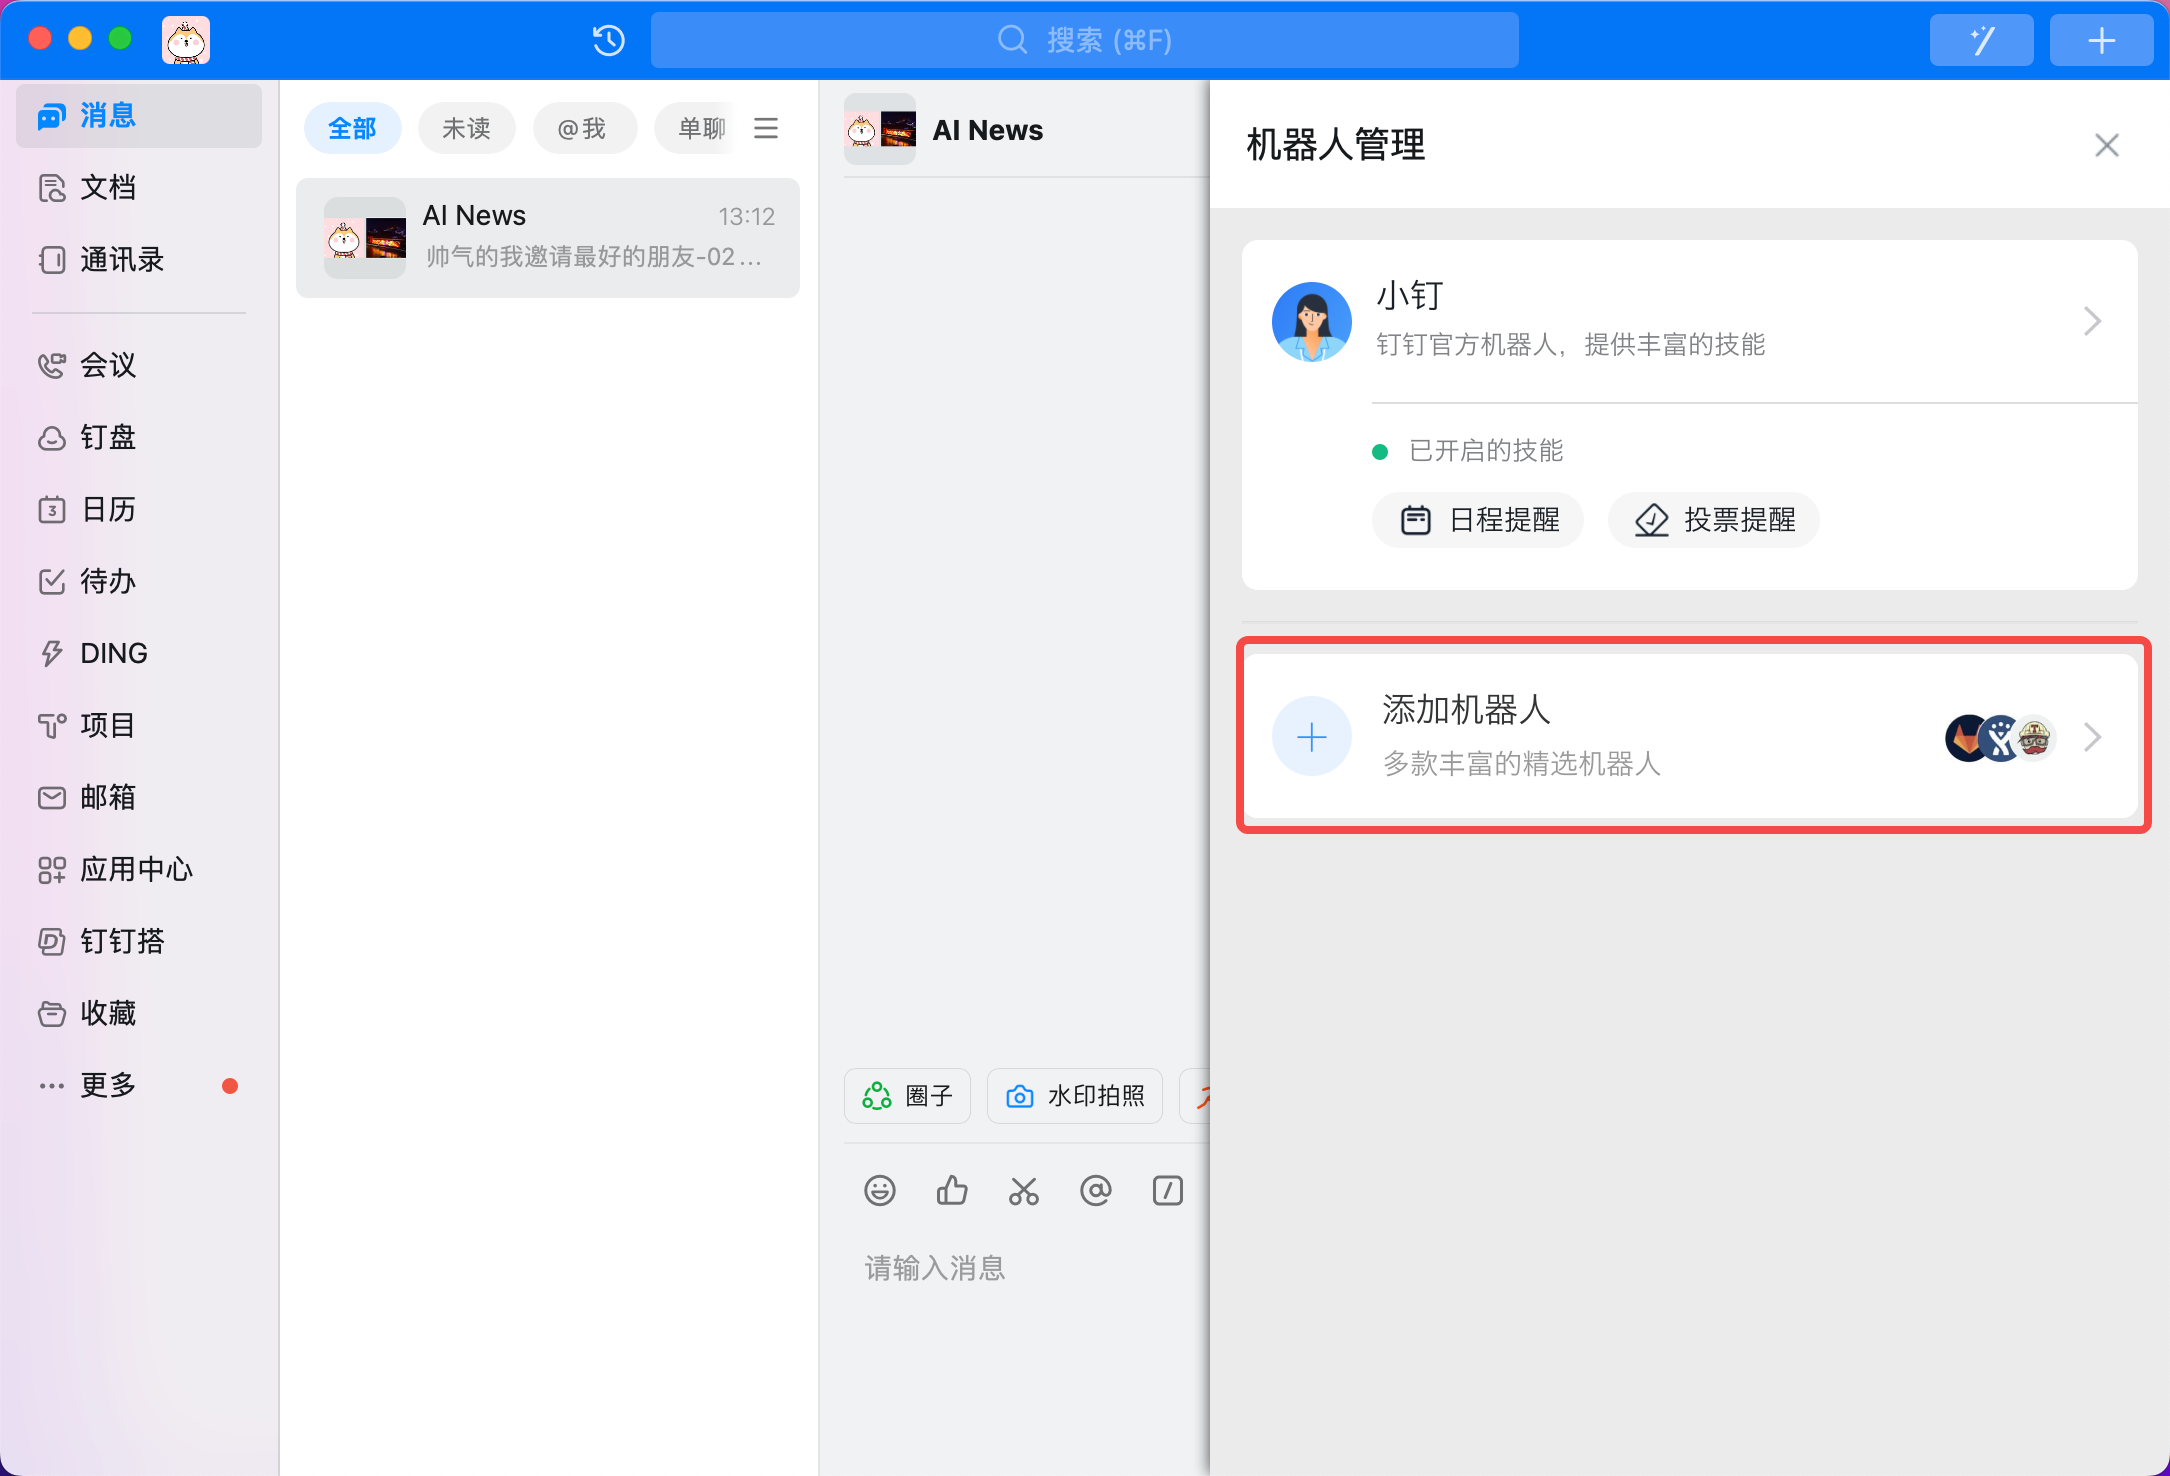 搜索 (⌘F)
消息
文档
通讯录
会议
钉盘
3
日历
待办
DING
项目
邮箱
应用中心
钉钉搭
收藏
更多
全部
未读
@我
单聊
AI News
13:12
帅气的我邀请最好的朋友-02...
AI News
圈子
水印拍照
请输入消息
机器人管理
小钉
钉钉官方机器人，提供丰富的技能
已开启的技能
日程提醒
投票提醒
添加机器人
多款丰富的精选机器人